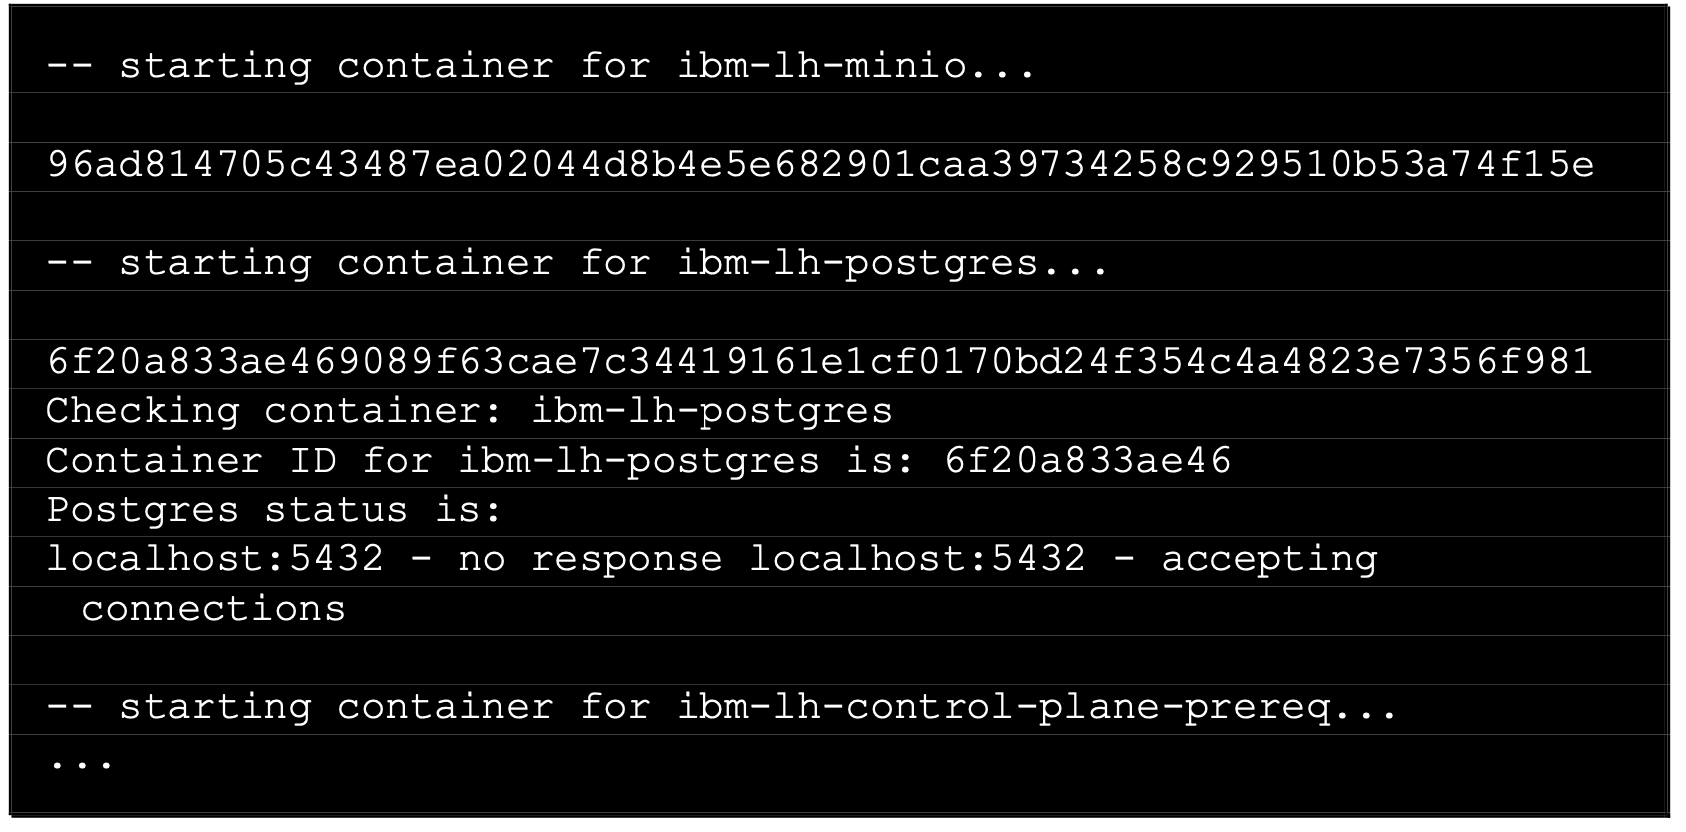 -- starting container for ibm-lh-minio...
96ad814705c43487ea02044d8b4e5e682901caa39734258c929510b53a74f15e
-- starting container for ibm-lh-postgres...
6f20a833ae469089f63cae7c34419161e1cf0170bd24f354c4a4823e7356f981
Checking container: ibm-lh-postgres
Container ID for ibm-lh-postgres is: 6f20a833ae46
Postgres status is:
localhost:5432 - no response localhost:5432 - accepting
connections
-- starting container for ibm-lh-control-plane-prereq...
...